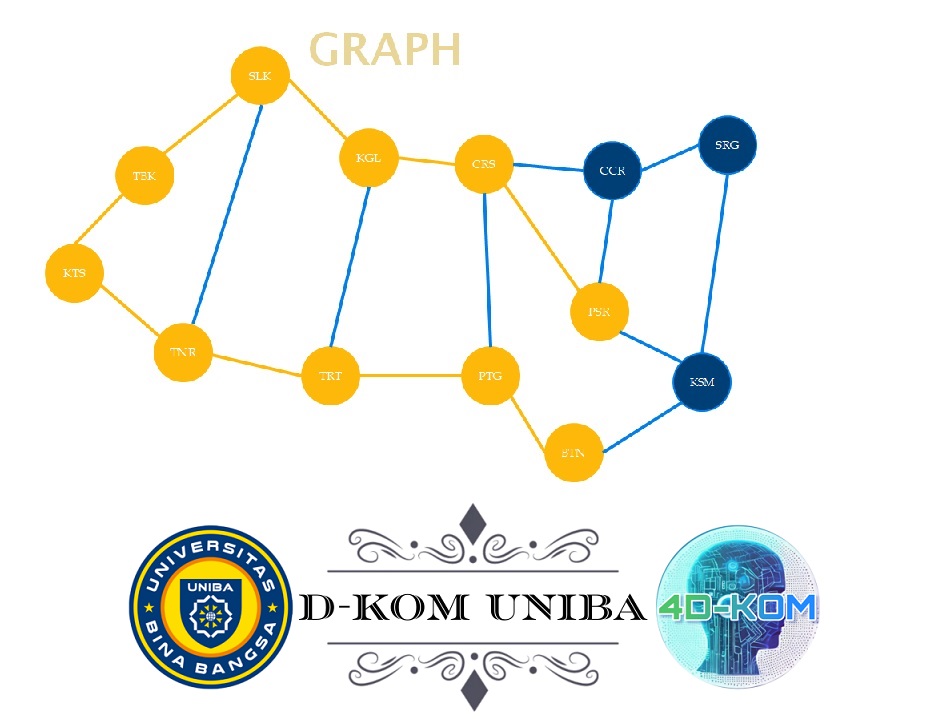 GRAPH
SLK
KGL
CRS
CCR
SRG
TBK
KTS
TNR
TRT
PTG
PSR
KSM
BTN
UNIVERSITAS
UNIBA
BINA BANGSA
D-KOM UNIBA
4D-KOM